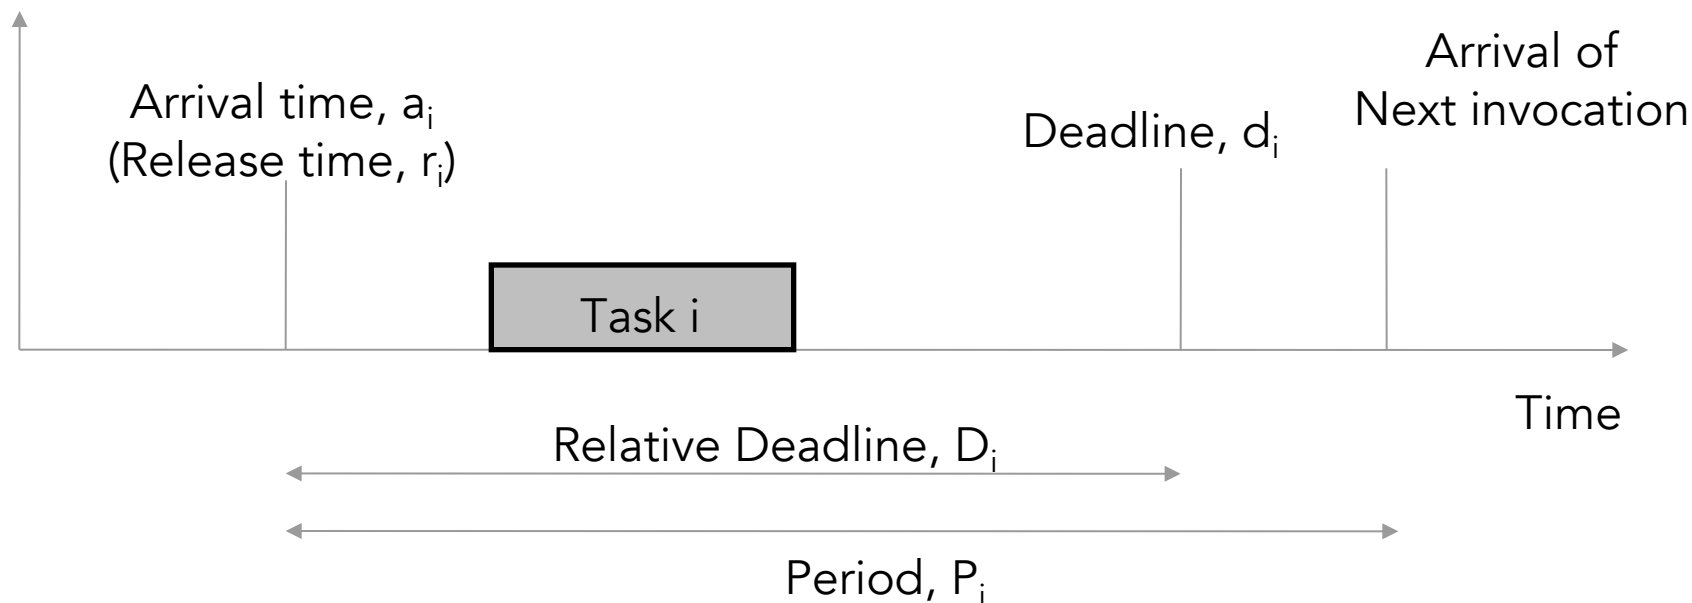 Arrival of
Next invocation
Arrival time, aᵢ
(Release time, rᵢ)
Deadline, dᵢ
Task i
Time
Relative Deadline, Dᵢ
Period, Pᵢ